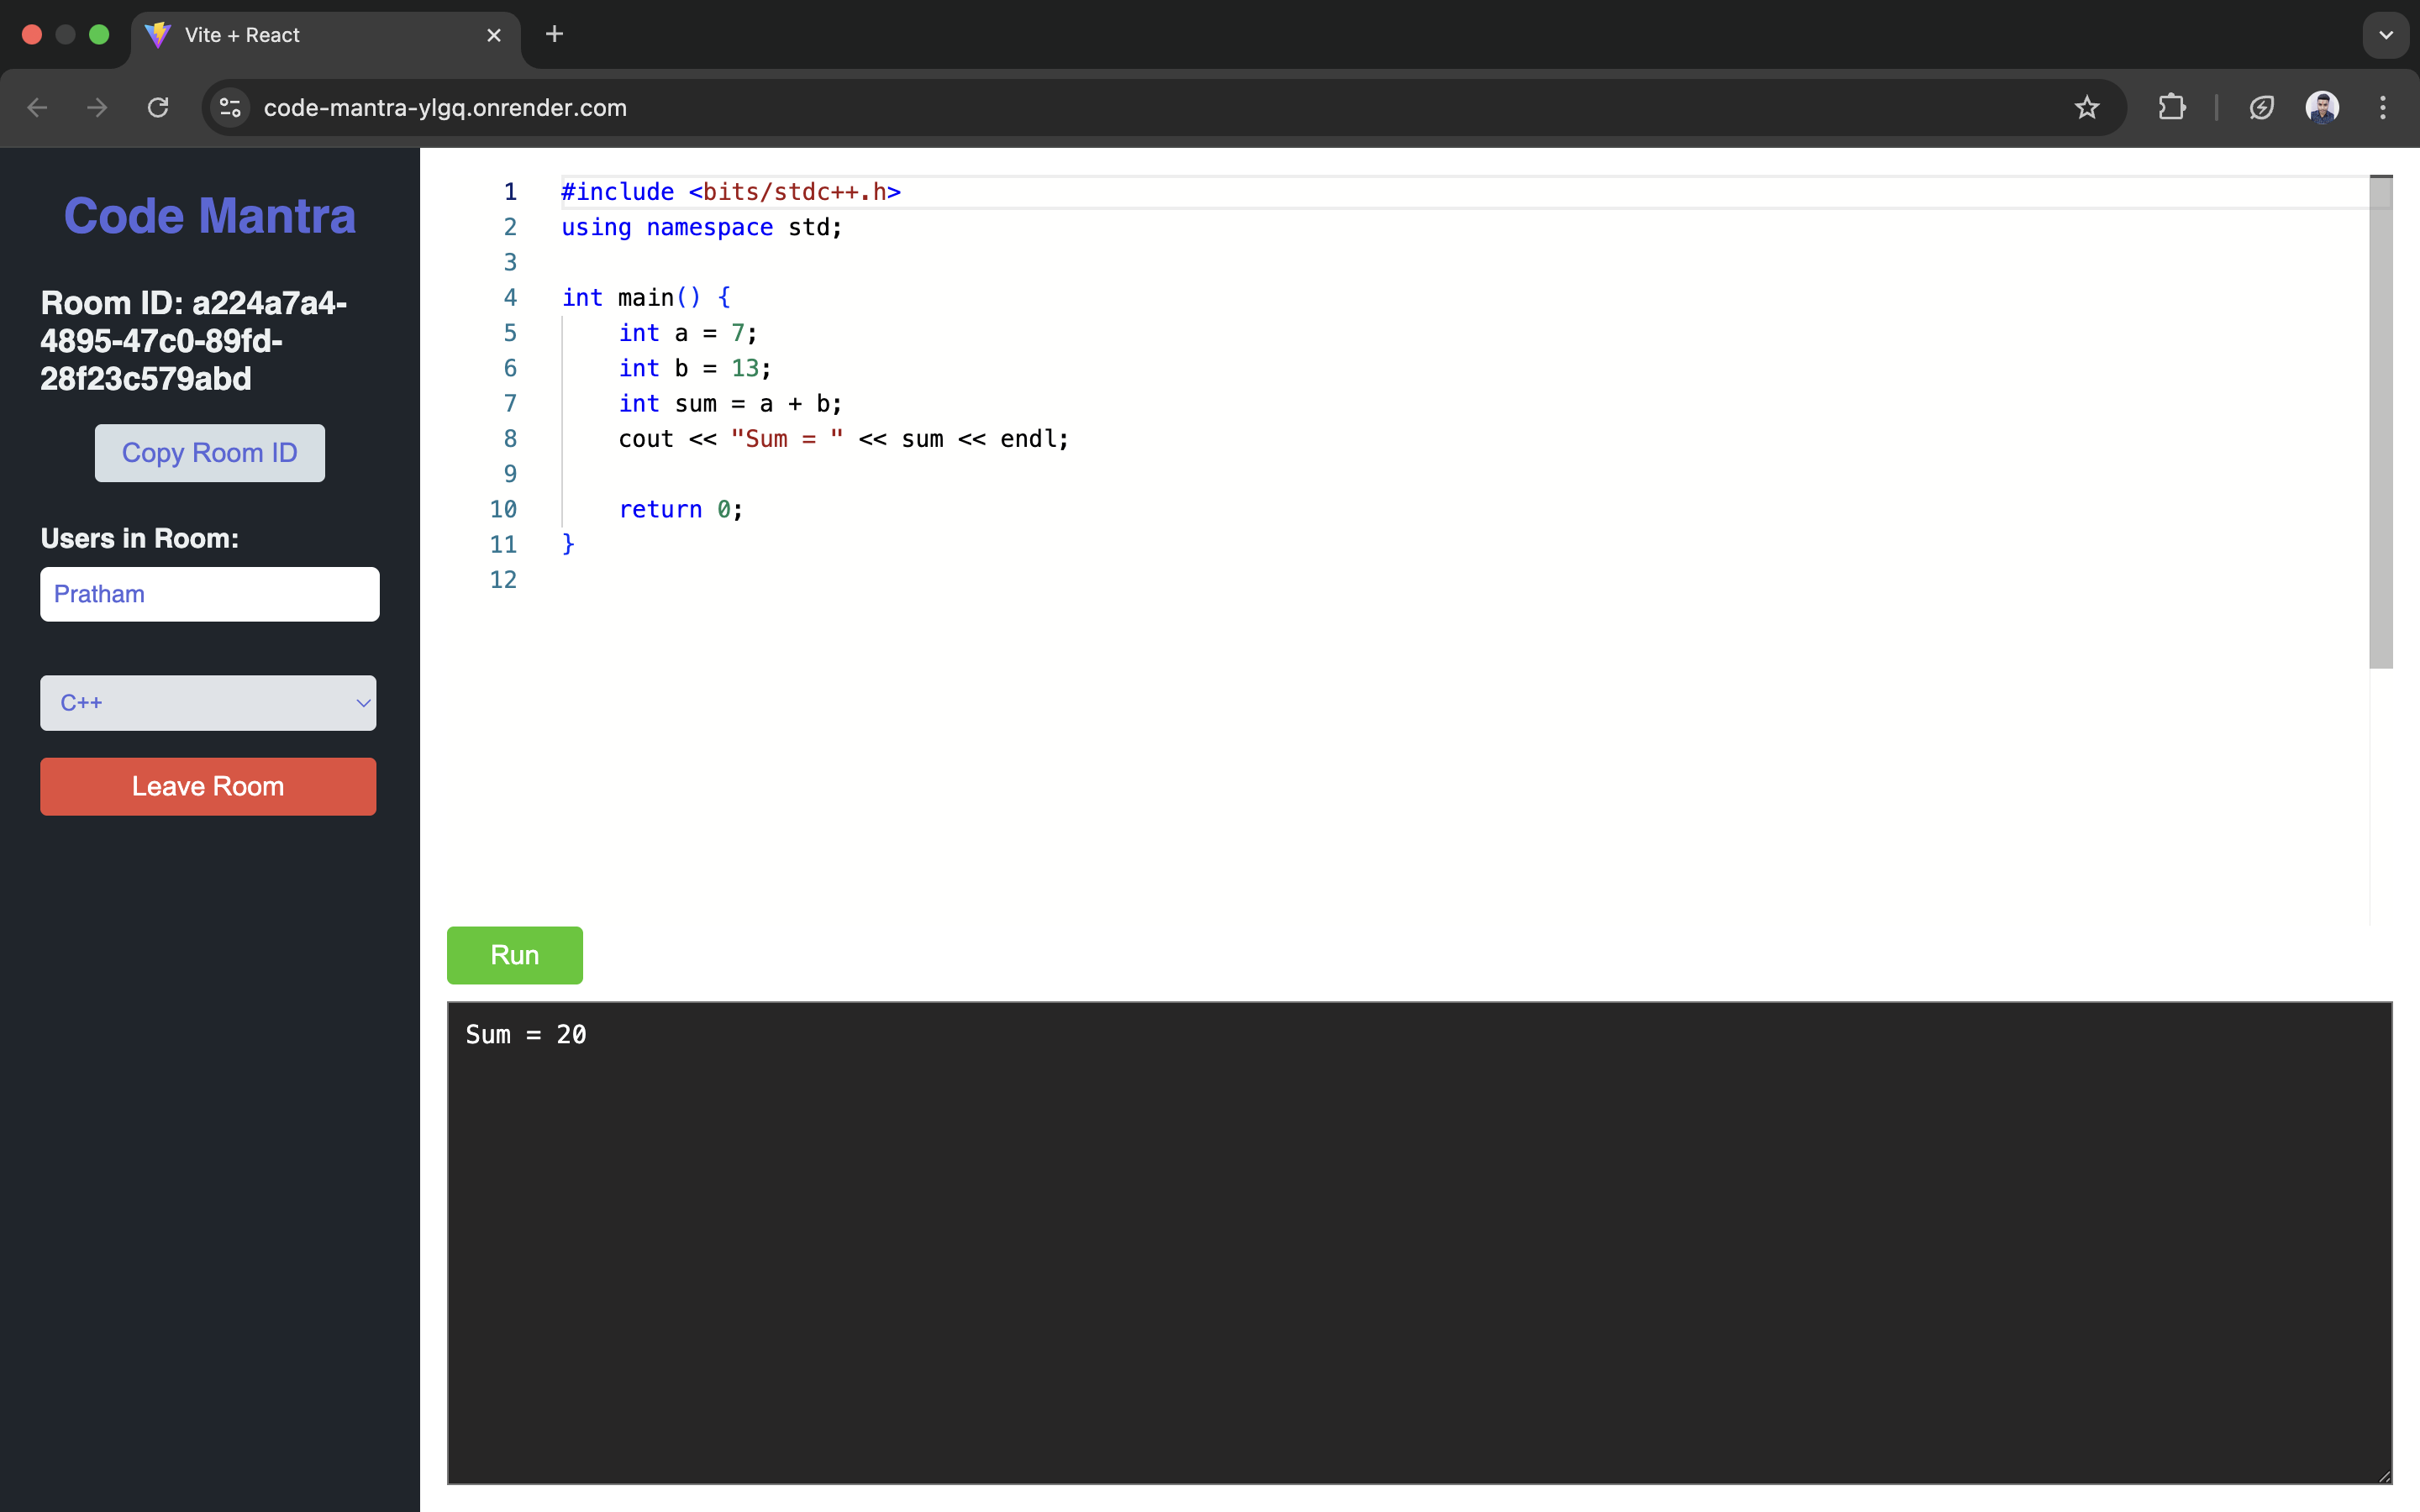 Vite + React
code-mantra-ylgq.onrender.com
Code Mantra
Room ID: a224a7a4-
4895-47c0-89fd-
28f23c579abd
Copy Room ID
Users in Room:
Pratham
C++
Leave Room
1 #include <bits/stdc++.h>
2 using namespace std;
3
4 int main() {
5     int a = 7;
6     int b = 13;
7     int sum = a + b;
8     cout << "Sum = " << sum << endl;
9
10     return 0;
11 }
12
Run
Sum = 20